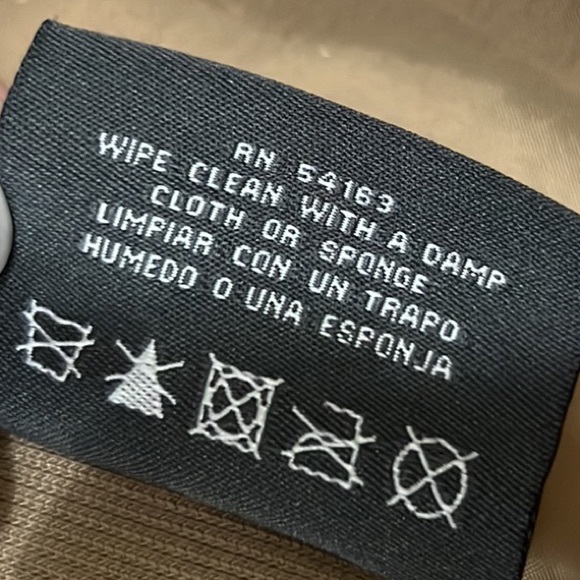 RN 54163
WIPE CLEAN WITH A DAMP
CLOTH OR SPONGE
LIMPIAR CON UN TRAPO
HUMEDO O UNA ESPONJA